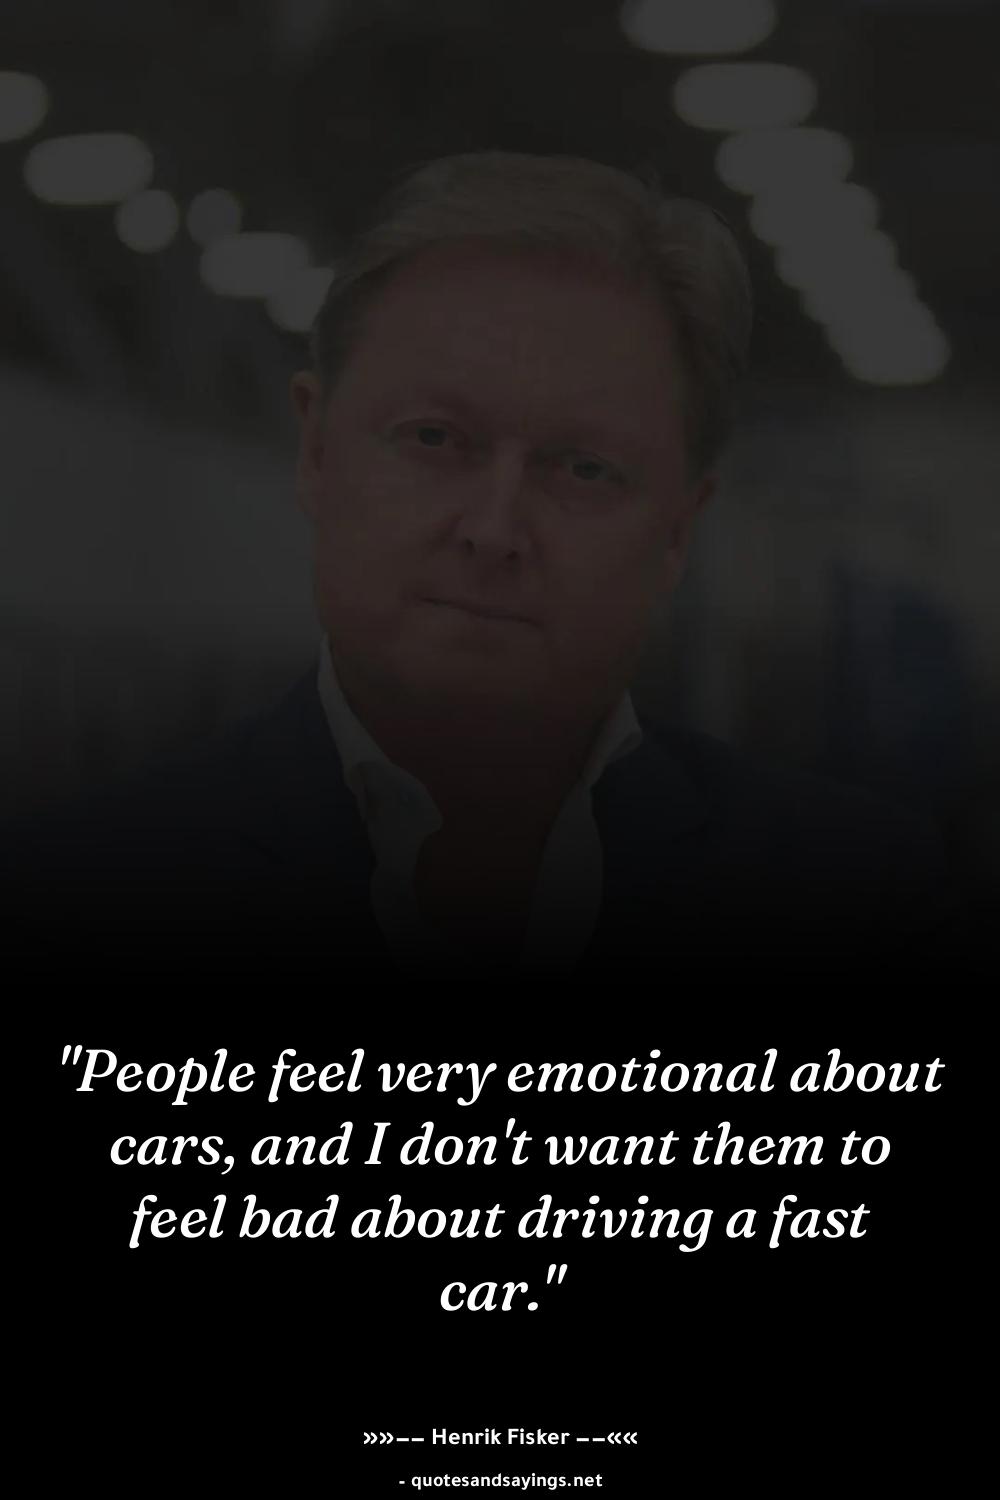 "People feel very emotional about
cars, and I don't want them to
feel bad about driving a fast
car."
»»−− Henrik Fisker −−««
- quotesandsayings.net